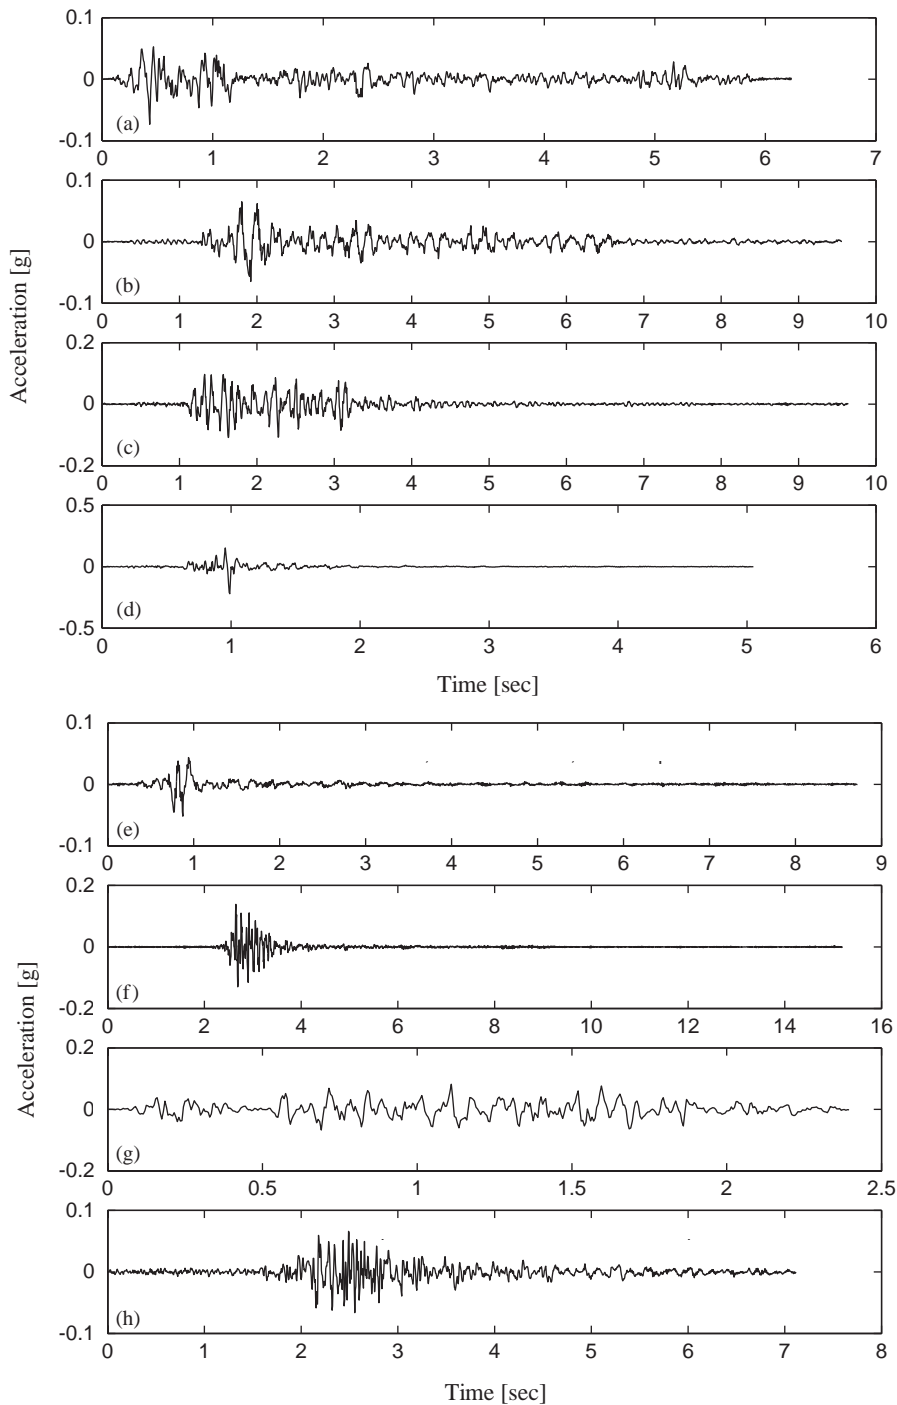 0.1
0
-0.1
(a)
0 1 2 3 4 5 6 7
0.1
0
-0.1
(b)
0 1 2 3 4 5 6 7 8 9 10
0.2
0
-0.2
(c)
0 1 2 3 4 5 6 7 8 9 10
0.5
0
-0.5
(d)
0 1 2 3 4 5 6
Acceleration [g]
Time [sec]
0.1
0
-0.1
(e)
0 1 2 3 4 5 6 7 8 9
0.2
0
-0.2
(f)
0 2 4 6 8 10 12 14 16
0.2
0
-0.2
(g)
0 0.5 1 1.5 2 2.5
0.1
0
-0.1
(h)
0 1 2 3 4 5 6 7 8
Acceleration [g]
Time [sec]